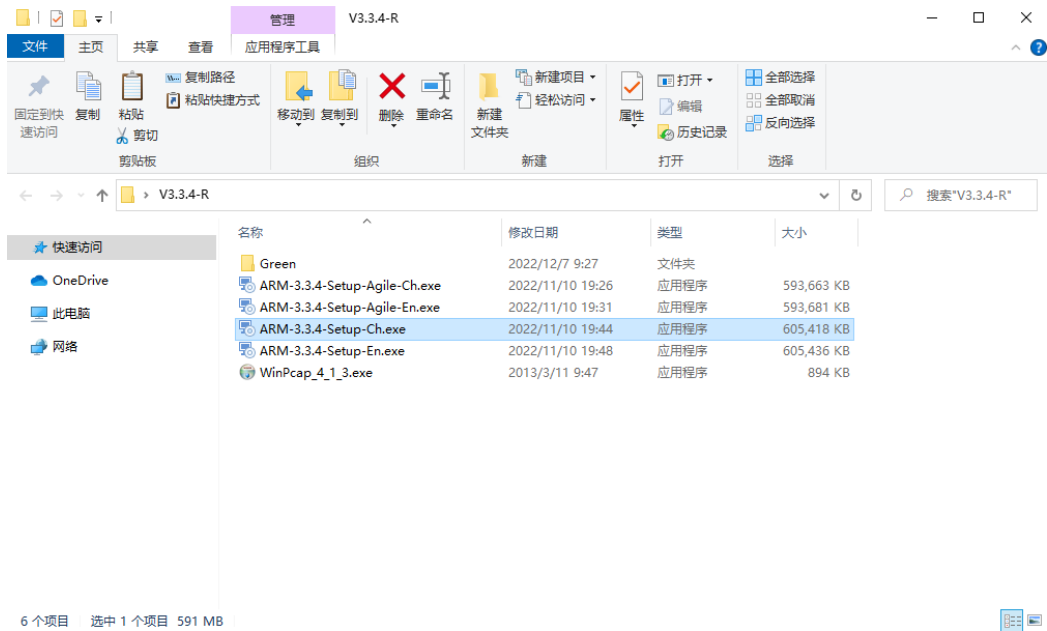 管理 V3.3.4-R
文件 主页 共享 查看 应用程序工具
固定到快速访问
复制
粘贴
复制路径
粘贴快捷方式
剪切
剪贴板
移动到 复制到 删除 重命名
组织
新建文件夹
新建项目
轻松访问
新建
属性
打开
编辑
历史记录
打开
全部选择
全部取消
反向选择
选择
V3.3.4-R 搜索"V3.3.4-R"
快速访问
OneDrive
此电脑
网络
名称 修改日期 类型 大小
Green 2022/12/7 9:27 文件夹
ARM-3.3.4-Setup-Agile-Ch.exe 2022/11/10 19:26 应用程序 593,663 KB
ARM-3.3.4-Setup-Agile-En.exe 2022/11/10 19:31 应用程序 593,681 KB
ARM-3.3.4-Setup-Ch.exe 2022/11/10 19:44 应用程序 605,418 KB
ARM-3.3.4-Setup-En.exe 2022/11/10 19:48 应用程序 605,436 KB
WinPcap_4_1_3.exe 2013/3/11 9:47 应用程序 894 KB
6 个项目 选中 1 个项目 591 MB